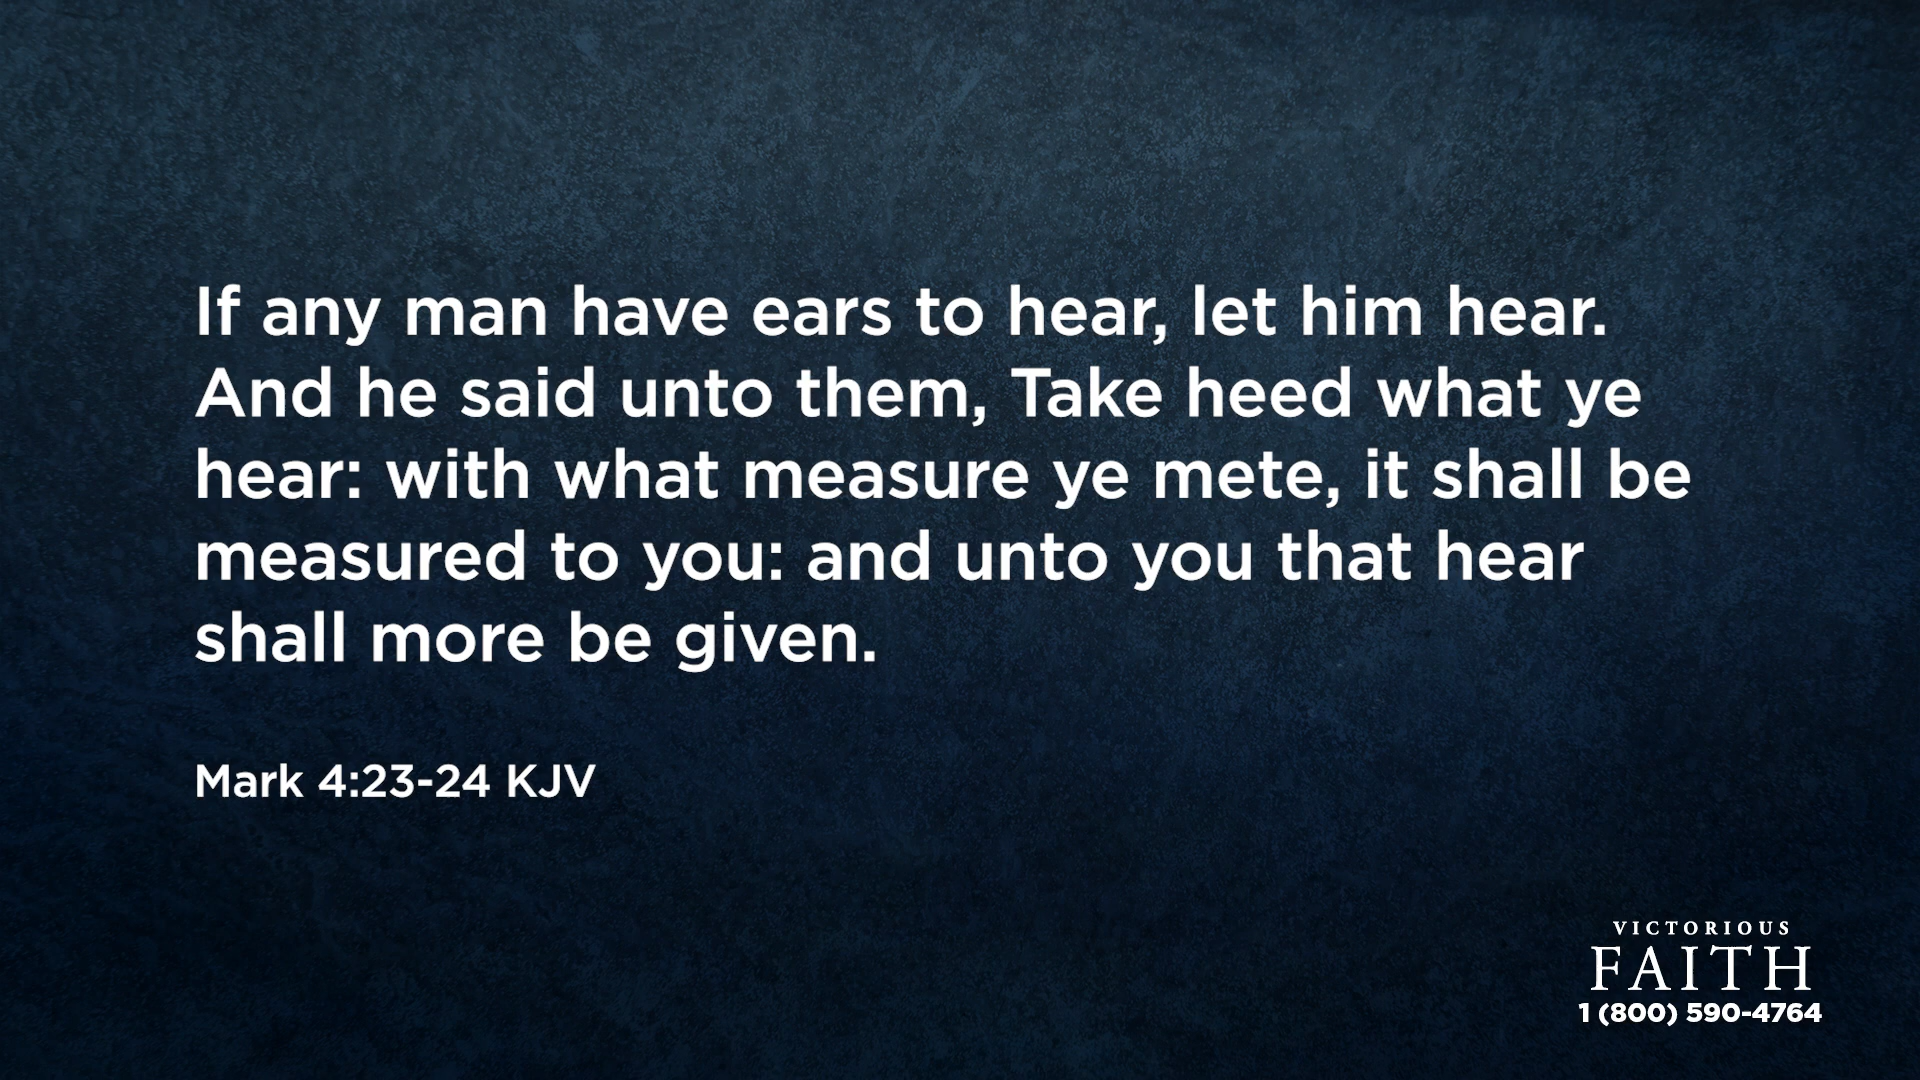 If any man have ears to hear, let him hear.
And he said unto them, Take heed what ye
hear: with what measure ye mete, it shall be
measured to you: and unto you that hear
shall more be given.
Mark 4:23-24 KJV
VICTORIOUS
FAITH
1 (800) 590-4764